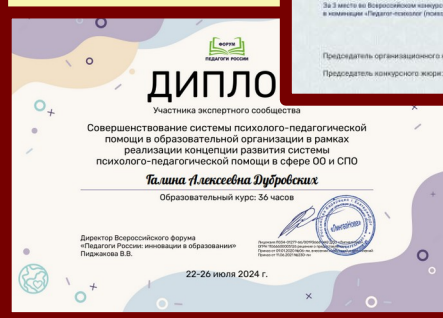 За 3 место во Всероссийском конкурсе
в номинации «Педагог-психолог (психо
Председатель организационного
Председатель конкурсного жюри:
ФОРУМ
ПЕДАГОГИ РОССИИ
ДИПЛО
Участника экспертного сообщества
Совершенствование системы психолого-педагогической
помощи в образовательной организации в рамках
реализации концепции развития системы
психолого-педагогической помощи в сфере ОО и СПО
Галина Алексеевна Дубровских
Образовательный курс: 36 часов
Директор Всероссийского форума
«Педагоги России: инновации в образовании»
Пиджакова В.В.
22-26 июля 2024 г.